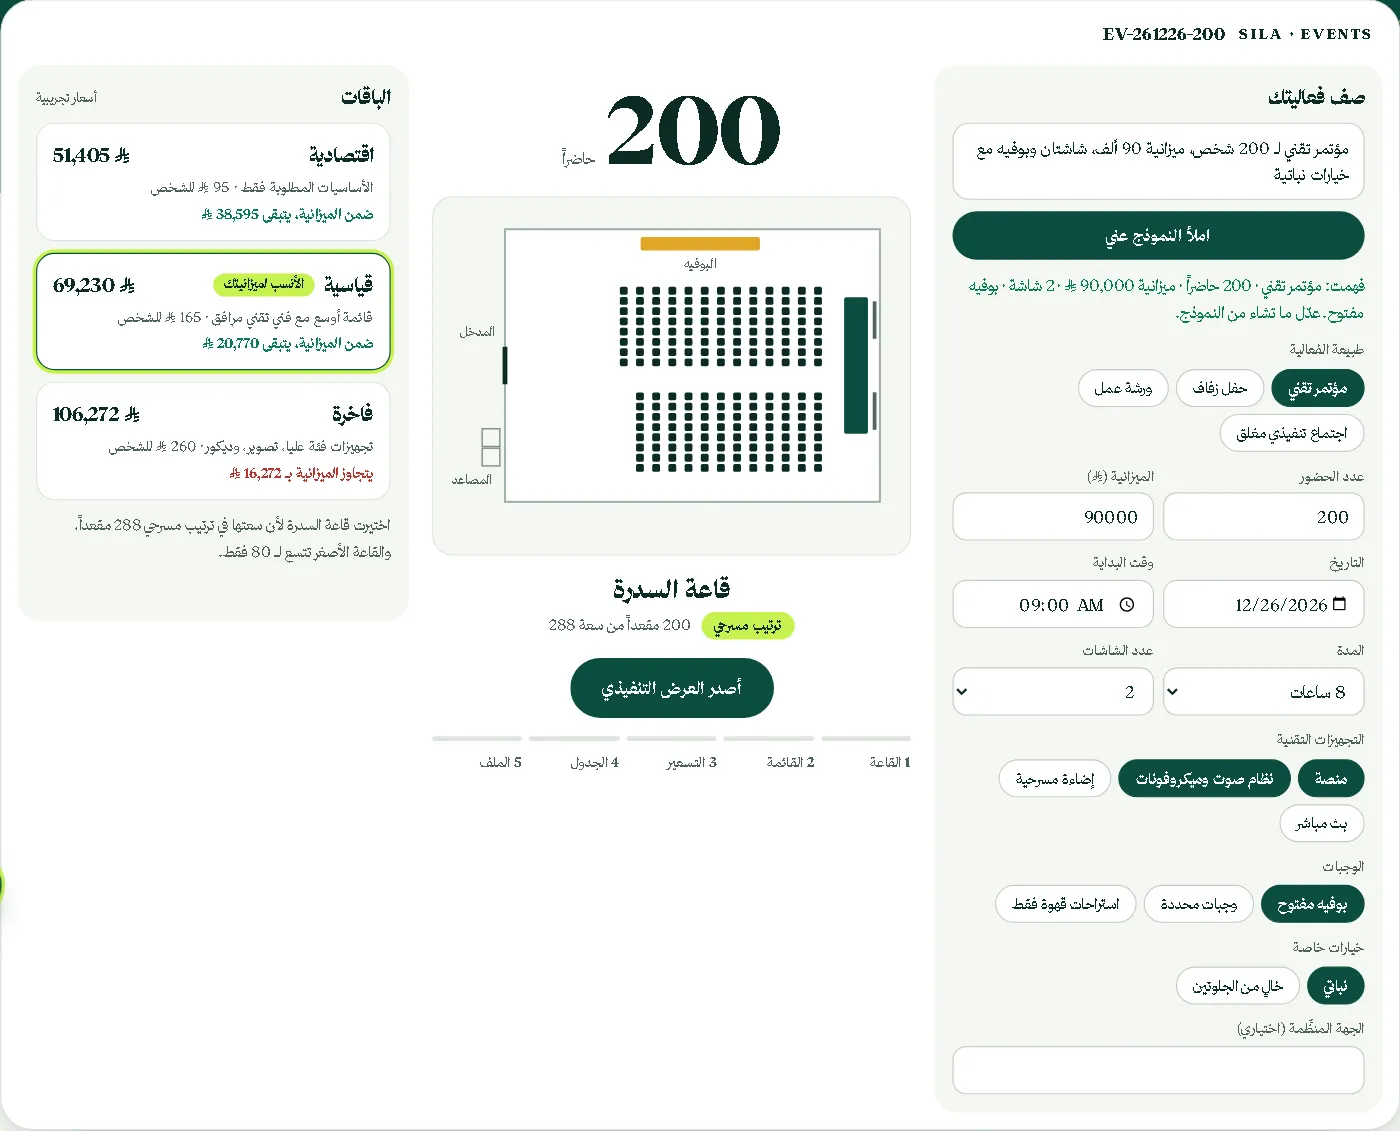 SILA · EVENTS EV-261226-200
صف فعاليتك
مؤتمر تقني لـ 200 شخص، ميزانية 90 ألف، شاشتان وبوفيه مع
خيارات نباتية
املأ النموذج عني
فهمت: مؤتمر تقني · 200 حاضراً · ميزانية 90,000 ⃁ · 2 شاشة · بوفيه
مفتوح. عدّل ما تشاء من النموذج.
طبيعة الفعالية
مؤتمر تقني
حفل زفاف
ورشة عمل
اجتماع تنفيذي مغلق
عدد الحضور
الميزانية (⃁)
200
90000
التاريخ
وقت البداية
12/26/2026
09:00 AM
المدة
عدد الشاشات
8 ساعات
2
التجهيزات التقنية
منصة
نظام صوت وميكروفونات
إضاءة مسرحية
بث مباشر
الوجبات
بوفيه مفتوح
وجبات محددة
استراحات قهوة فقط
خيارات خاصة
نباتي
خالٍ من الجلوتين
الجهة المنظّمة (اختياري)
200 حاضراً
البوفيه
المدخل
المصاعد
قاعة السدرة
ترتيب مسرحي
200 مقعداً من سعة 288
أصدر العرض التنفيذي
1 القاعة
2 القائمة
3 التسعير
4 الجدول
5 الملف
الباقات
أسعار تجريبية
اقتصادية
51,405 ⃁
الأساسيات المطلوبة فقط · 95 ⃁ للشخص
ضمن الميزانية، يتبقى 38,595 ⃁
قياسية
الأنسب لميزانيتك
69,230 ⃁
قائمة أوسع مع فني تقني مرافق · 165 ⃁ للشخص
ضمن الميزانية، يتبقى 20,770 ⃁
فاخرة
106,272 ⃁
تجهيزات فئة عليا، تصوير، وديكور · 260 ⃁ للشخص
يتجاوز الميزانية بـ 16,272 ⃁
اختيرت قاعة السدرة لأن سعتها في ترتيب مسرحي 288 مقعداً،
والقاعة الأصغر تتسع لـ 80 فقط.